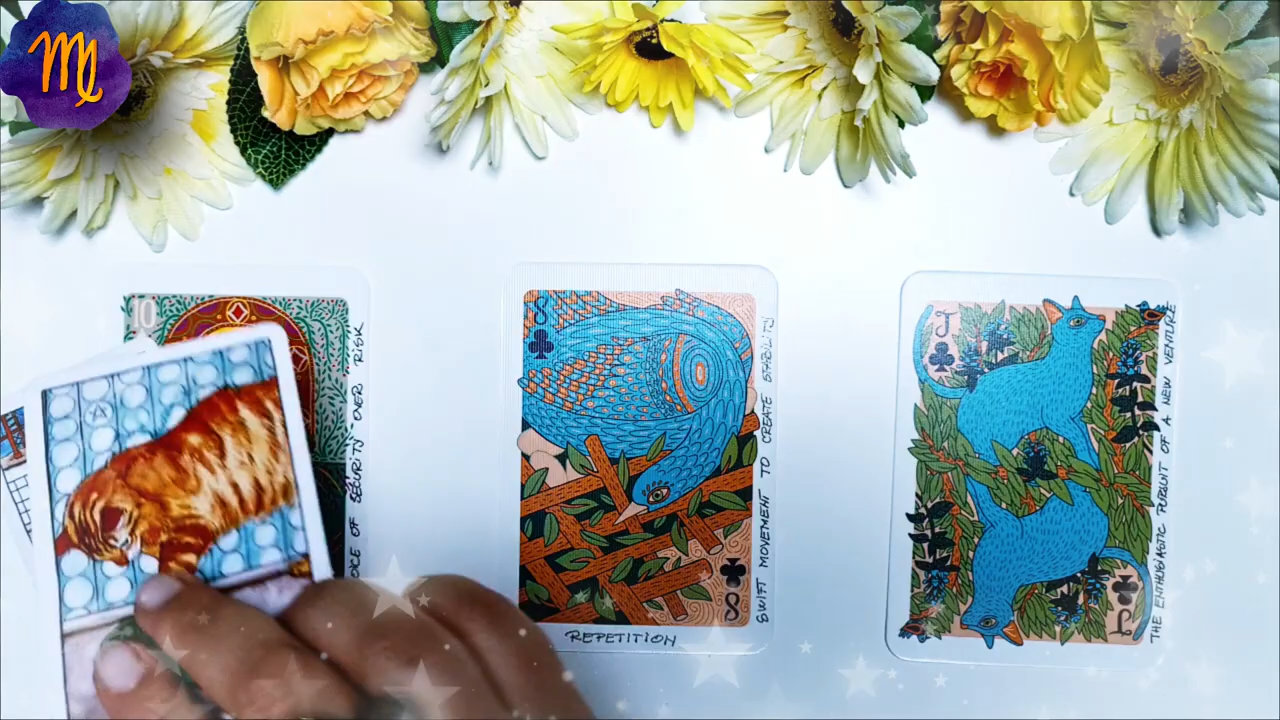 10
OICE OF SECURITY OVER RISK
8
8
REPETITION
SWIFT MOVEMENT TO CREATE STABILITY
J
J
THE ENTHUSIASTIC PURSUIT OF A NEW VENTURE